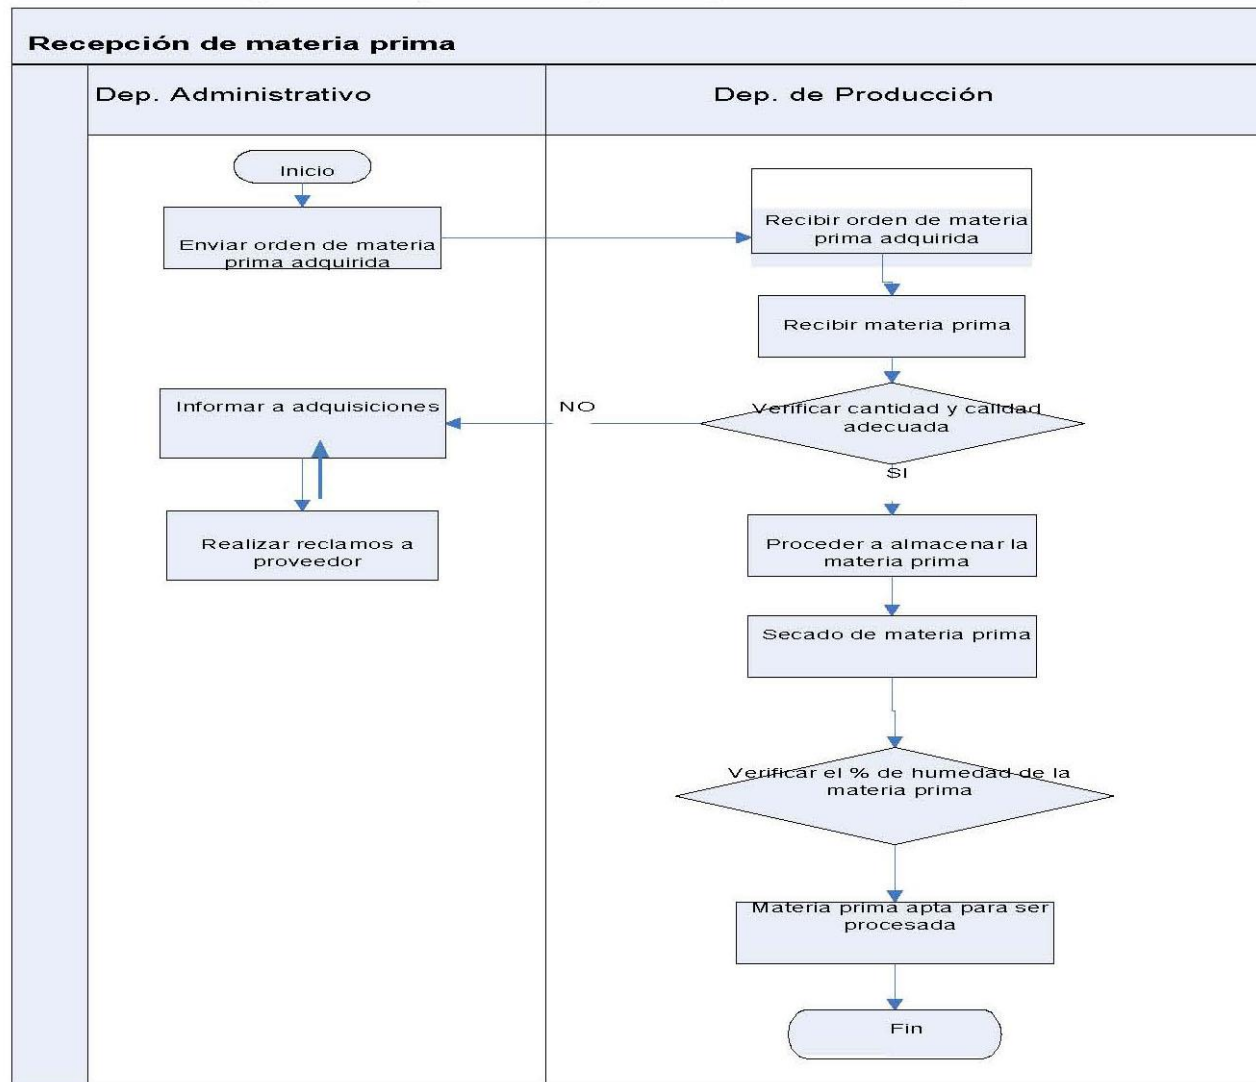 Recepción de materia prima
Dep. Administrativo
Dep. de Producción
Inicio
Enviar orden de materia
prima adquirida
Recibir orden de materia
prima adquirida
Recibir materia prima
Verificar cantidad y calidad
adecuada
NO
Informar a adquisiciones
Realizar reclamos a
proveedor
SI
Proceder a almacenar la
materia prima
Secado de materia prima
Verificar el % de humedad de la
materia prima
Materia prima apta para ser
procesada
Fin